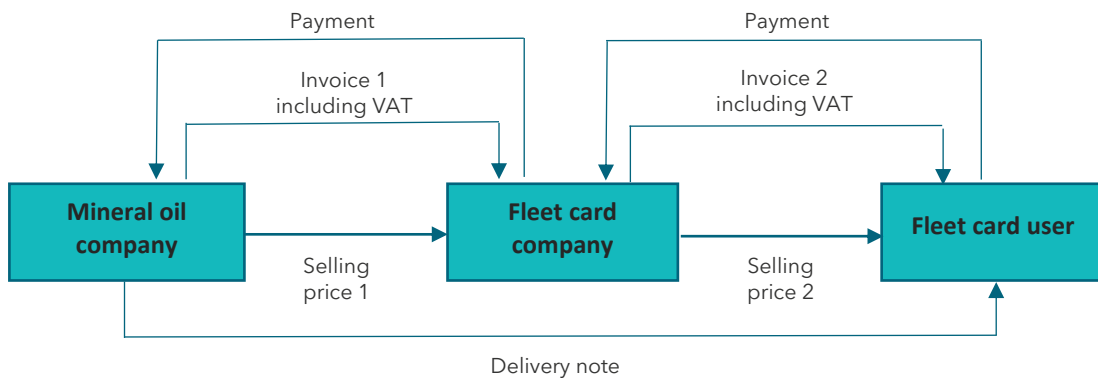 Payment
Payment
Invoice 1
including VAT
Invoice 2
including VAT
Mineral oil
company
Fleet card
company
Fleet card user
Selling
price 1
Selling
price 2
Delivery note